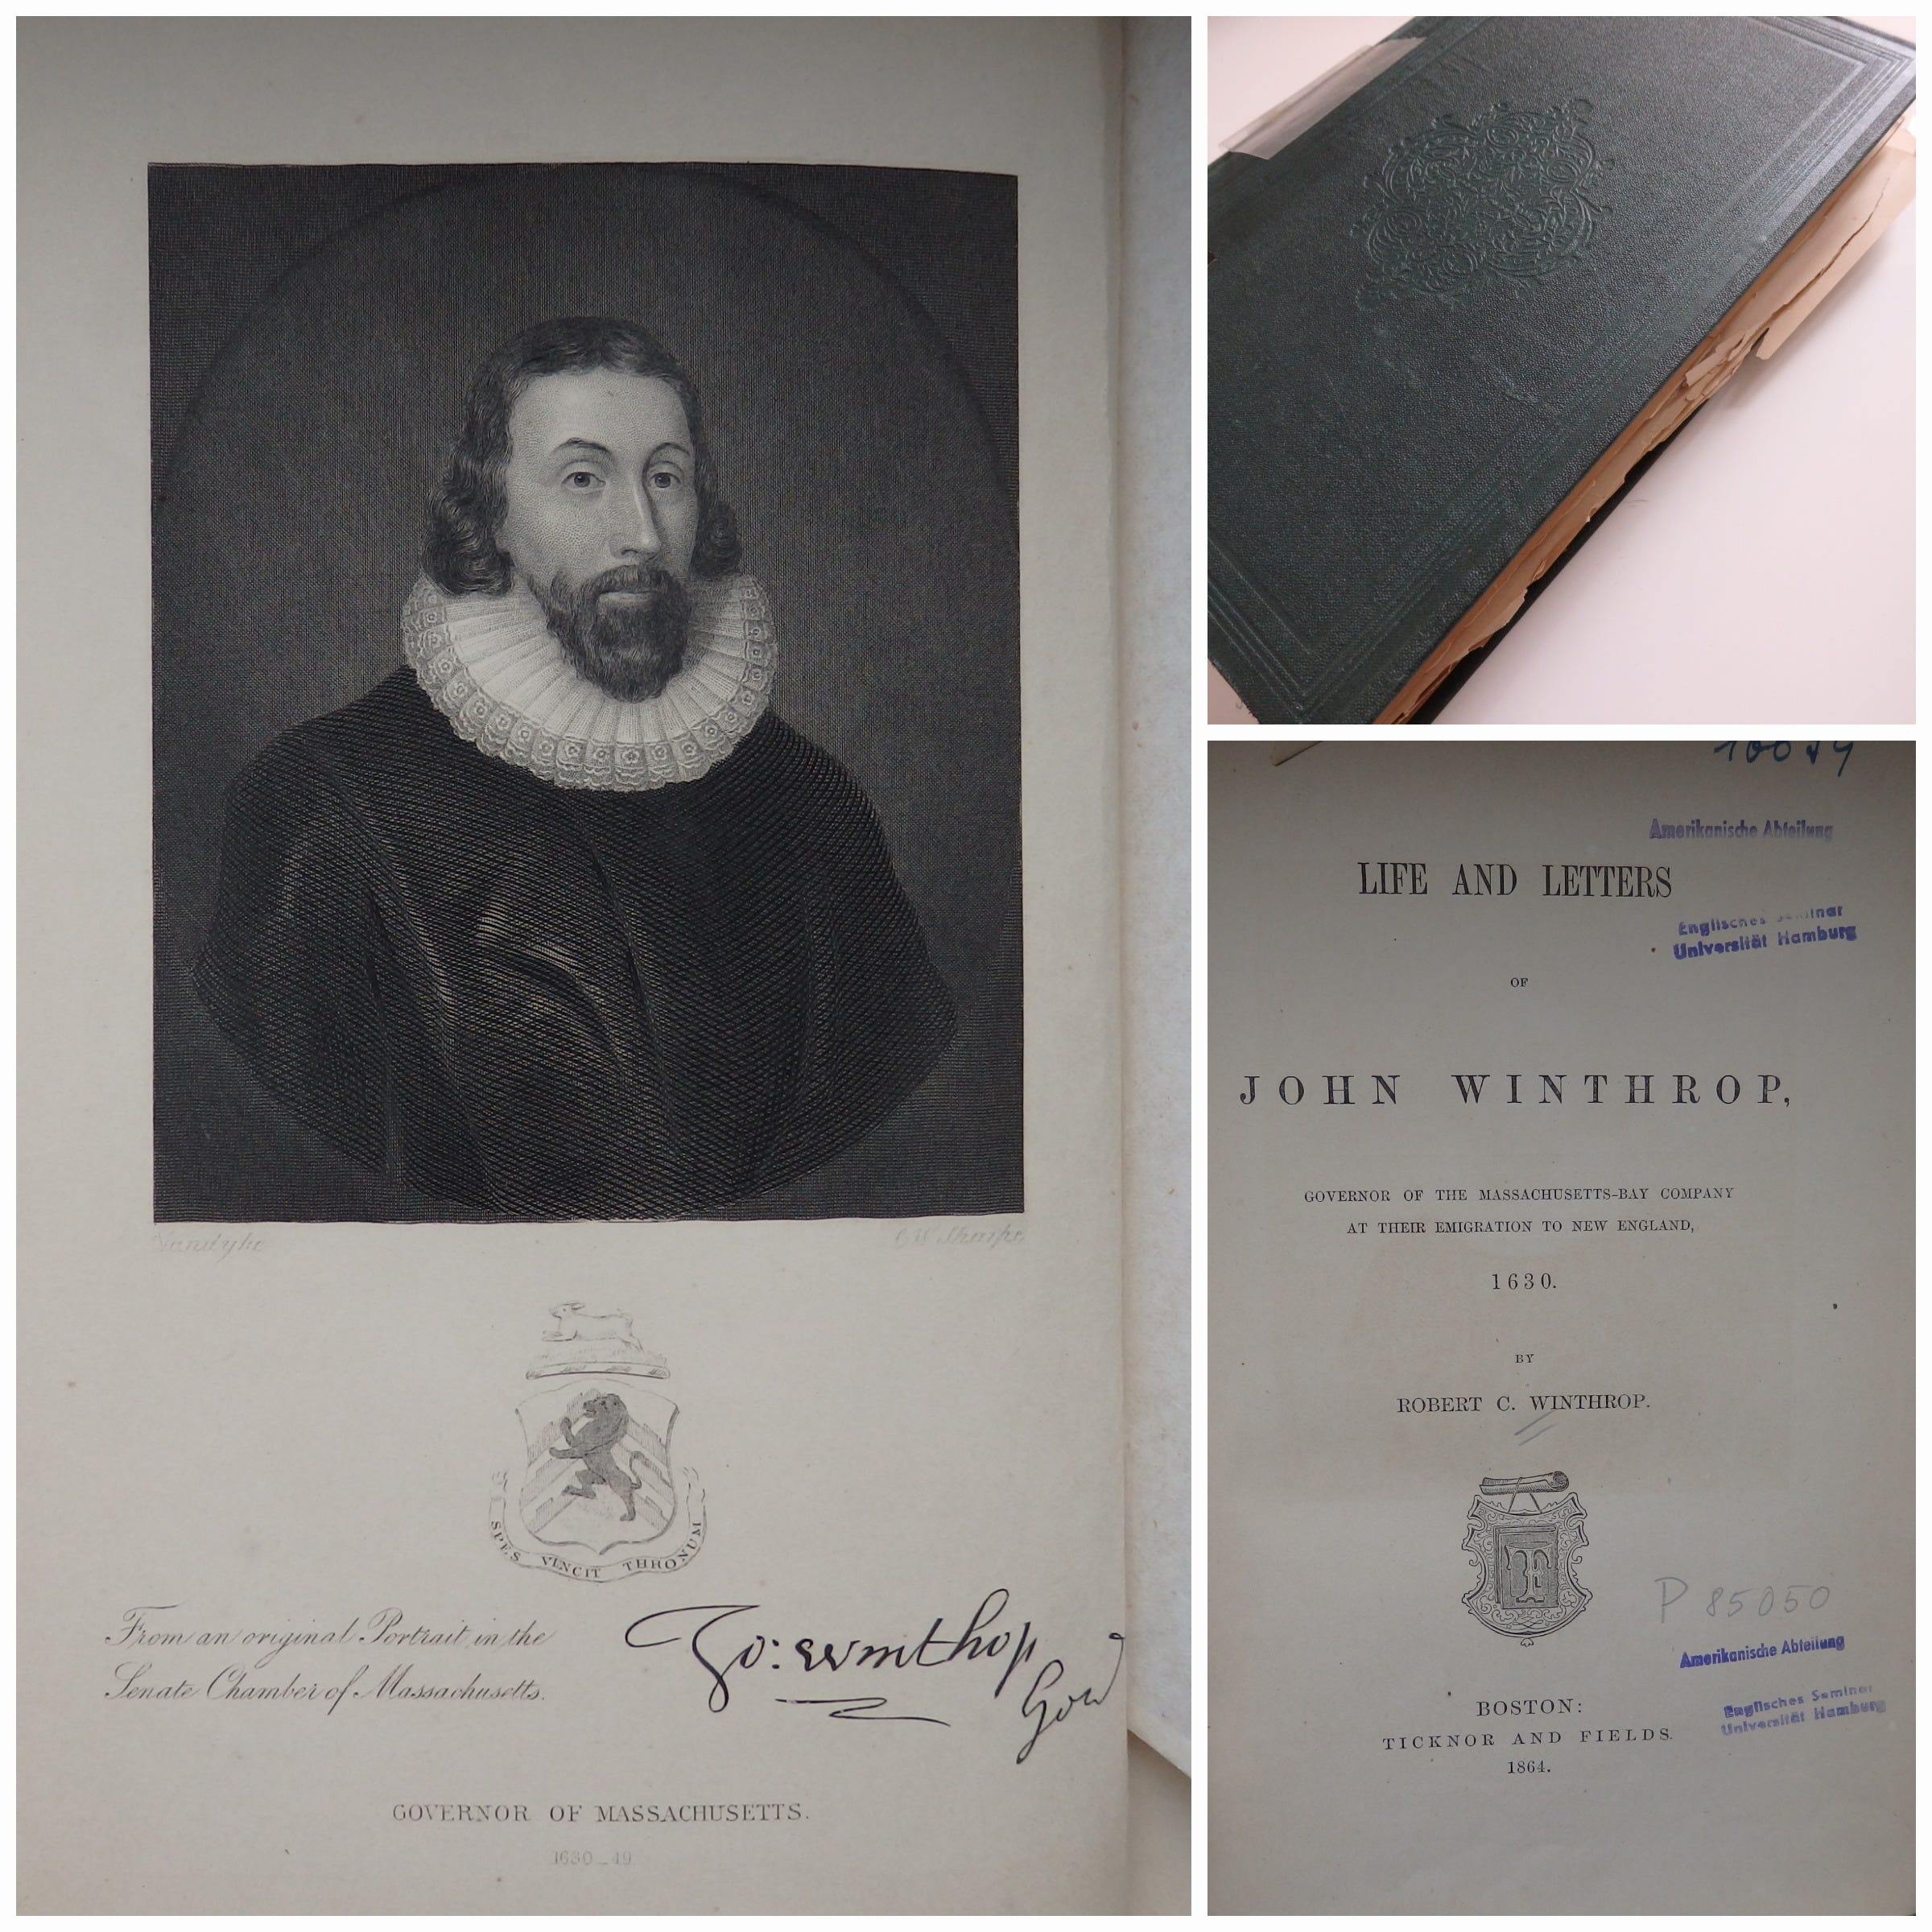 Vandyke
C W Sharpe
SPES VINCIT THRONUM
From an original Portrait in the
Senate Chamber of Massachusetts.
Jo: Winthrop
Gov
GOVERNOR OF MASSACHUSETTS.
1630_49
Amerikanische Abteilung
LIFE AND LETTERS
Englisches Seminar
Universität Hamburg
OF
JOHN WINTHROP,
GOVERNOR OF THE MASSACHUSETTS-BAY COMPANY
AT THEIR EMIGRATION TO NEW ENGLAND,
1630.
BY
ROBERT C. WINTHROP.
TF
P 85050
Amerikanische Abteilung
Englisches Seminar
Universität Hamburg
BOSTON:
TICKNOR AND FIELDS.
1864.